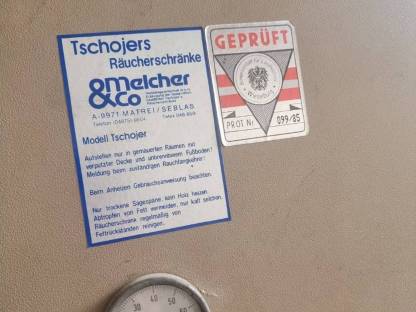 Tschojers
Räucherschränke
Melcher
& Co
A-9971 MATREI/SEBLAS
Modell Tschojer
Aufstellen nur in gemauerten Räumen mit
verputzter Decke und unbrennbarem Fußboden!
Meldung beim zuständigen Rauchfangkehrer!
Beim Anheizen Gebrauchsanweisung beachten.
Nur trockene Sägespäne, kein Holz heizen.
Abtropfen von Fett vermeiden, nur kalt selchen.
Räucherschränke regelmäßig von
Fettrückständen reinigen.
GEPRÜFT
PROT Nr 099/85
30
40
50